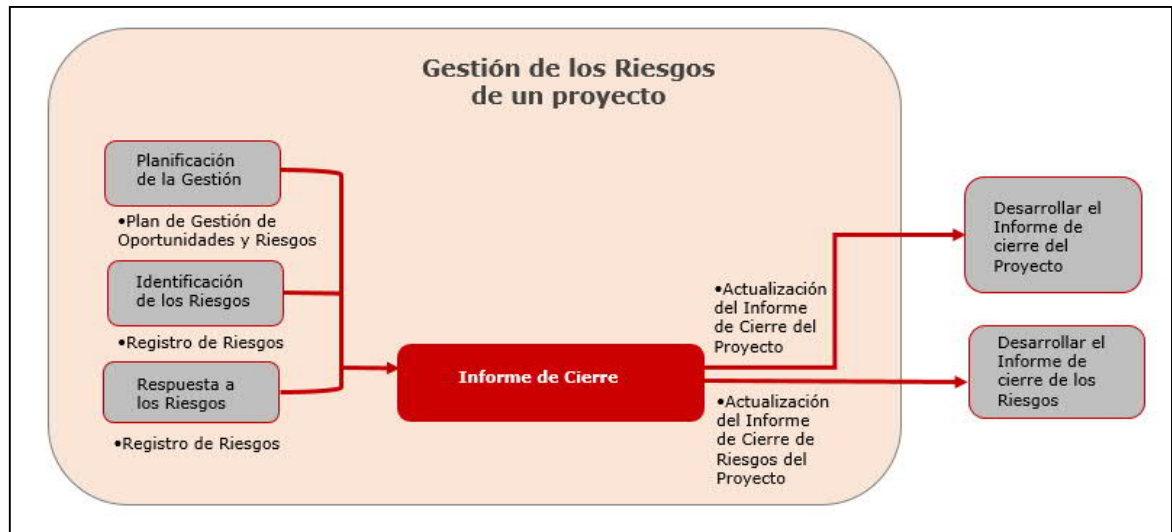 Gestión de los Riesgos
de un proyecto
Planificación
de la Gestión
•Plan de Gestión de
Oportunidades y Riesgos
Identificación
de los Riesgos
•Registro de Riesgos
Respuesta a
los Riesgos
•Registro de Riesgos
Informe de Cierre
•Actualización
del Informe
de Cierre del
Proyecto
•Actualización
del Informe
de Cierre de
Riesgos del
Proyecto
Desarrollar el
Informe de
cierre del
Proyecto
Desarrollar el
Informe de
cierre de los
Riesgos